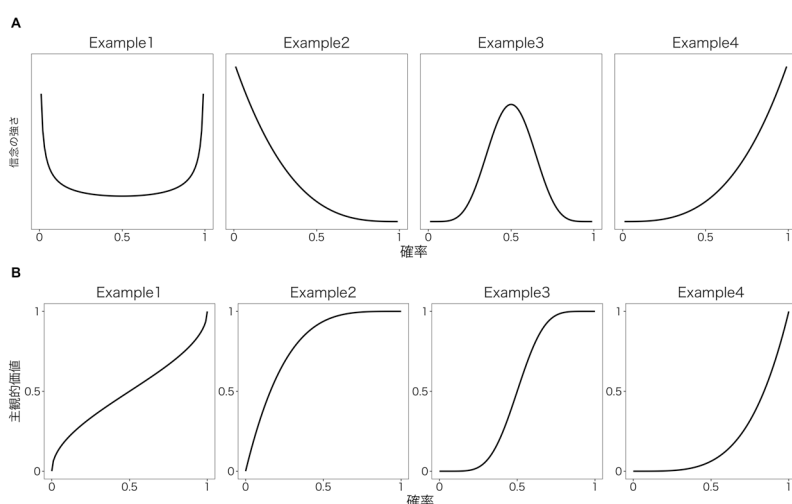 A
Example1 Example2 Example3 Example4
信念の強さ
0 0.5 1 0 0.5 1 0 0.5 1 0 0.5 1
確率
B
Example1 Example2 Example3 Example4
主観的価値
1 1 1 1
0.5 0.5 0.5 0.5
0 0 0 0
0 0.5 1 0 0.5 1 0 0.5 1 0 0.5 1
確率